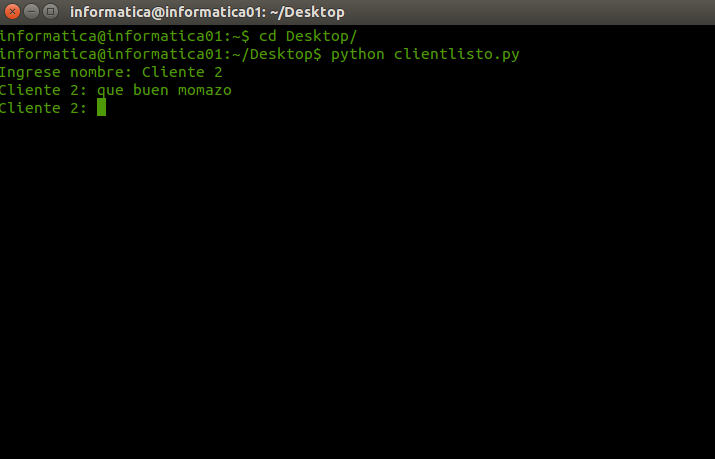 informatica@informatica01: ~/Desktop
informatica@informatica01:~$ cd Desktop/
informatica@informatica01:~/Desktop$ python clientlisto.py
Ingrese nombre: Cliente 2
Cliente 2: que buen momazo
Cliente 2: